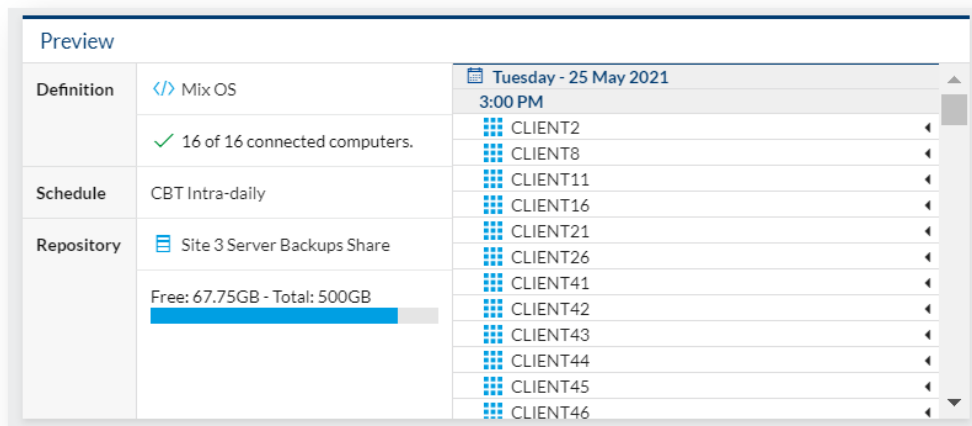 Preview
Definition
Mix OS
16 of 16 connected computers.
Schedule
CBT Intra-daily
Repository
Site 3 Server Backups Share
Free: 67.75GB - Total: 500GB
Tuesday - 25 May 2021
3:00 PM
CLIENT2
CLIENT8
CLIENT11
CLIENT16
CLIENT21
CLIENT26
CLIENT41
CLIENT42
CLIENT43
CLIENT44
CLIENT45
CLIENT46